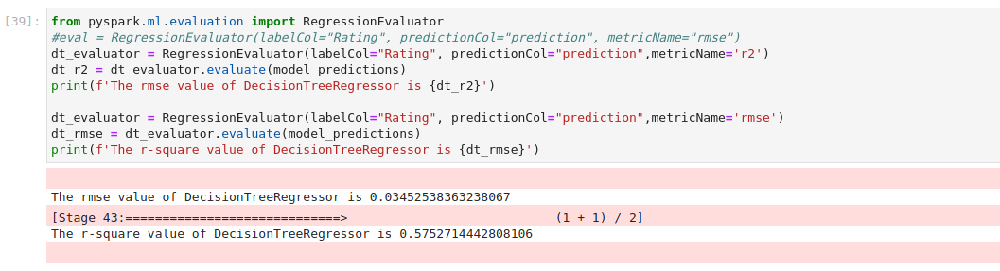 [39]: from pyspark.ml.evaluation import RegressionEvaluator
#eval = RegressionEvaluator(labelCol="Rating", predictionCol="prediction", metricName="rmse")
dt_evaluator = RegressionEvaluator(labelCol="Rating", predictionCol="prediction",metricName='r2')
dt_r2 = dt_evaluator.evaluate(model_predictions)
print(f'The rmse value of DecisionTreeRegressor is {dt_r2}')
dt_evaluator = RegressionEvaluator(labelCol="Rating", predictionCol="prediction",metricName='rmse')
dt_rmse = dt_evaluator.evaluate(model_predictions)
print(f'The r-square value of DecisionTreeRegressor is {dt_rmse}')
The rmse value of DecisionTreeRegressor is 0.03452538363238067
[Stage 43:=============================> (1 + 1) / 2]
The r-square value of DecisionTreeRegressor is 0.5752714442808106